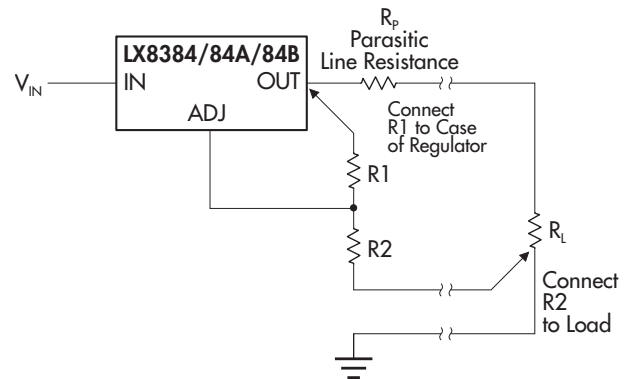 R_P
Parasitic
Line Resistance
LX8384/84A/84B
V_IN
IN
OUT
ADJ
Connect
R1 to Case
of Regulator
R1
R2
R_L
Connect
R2
to Load